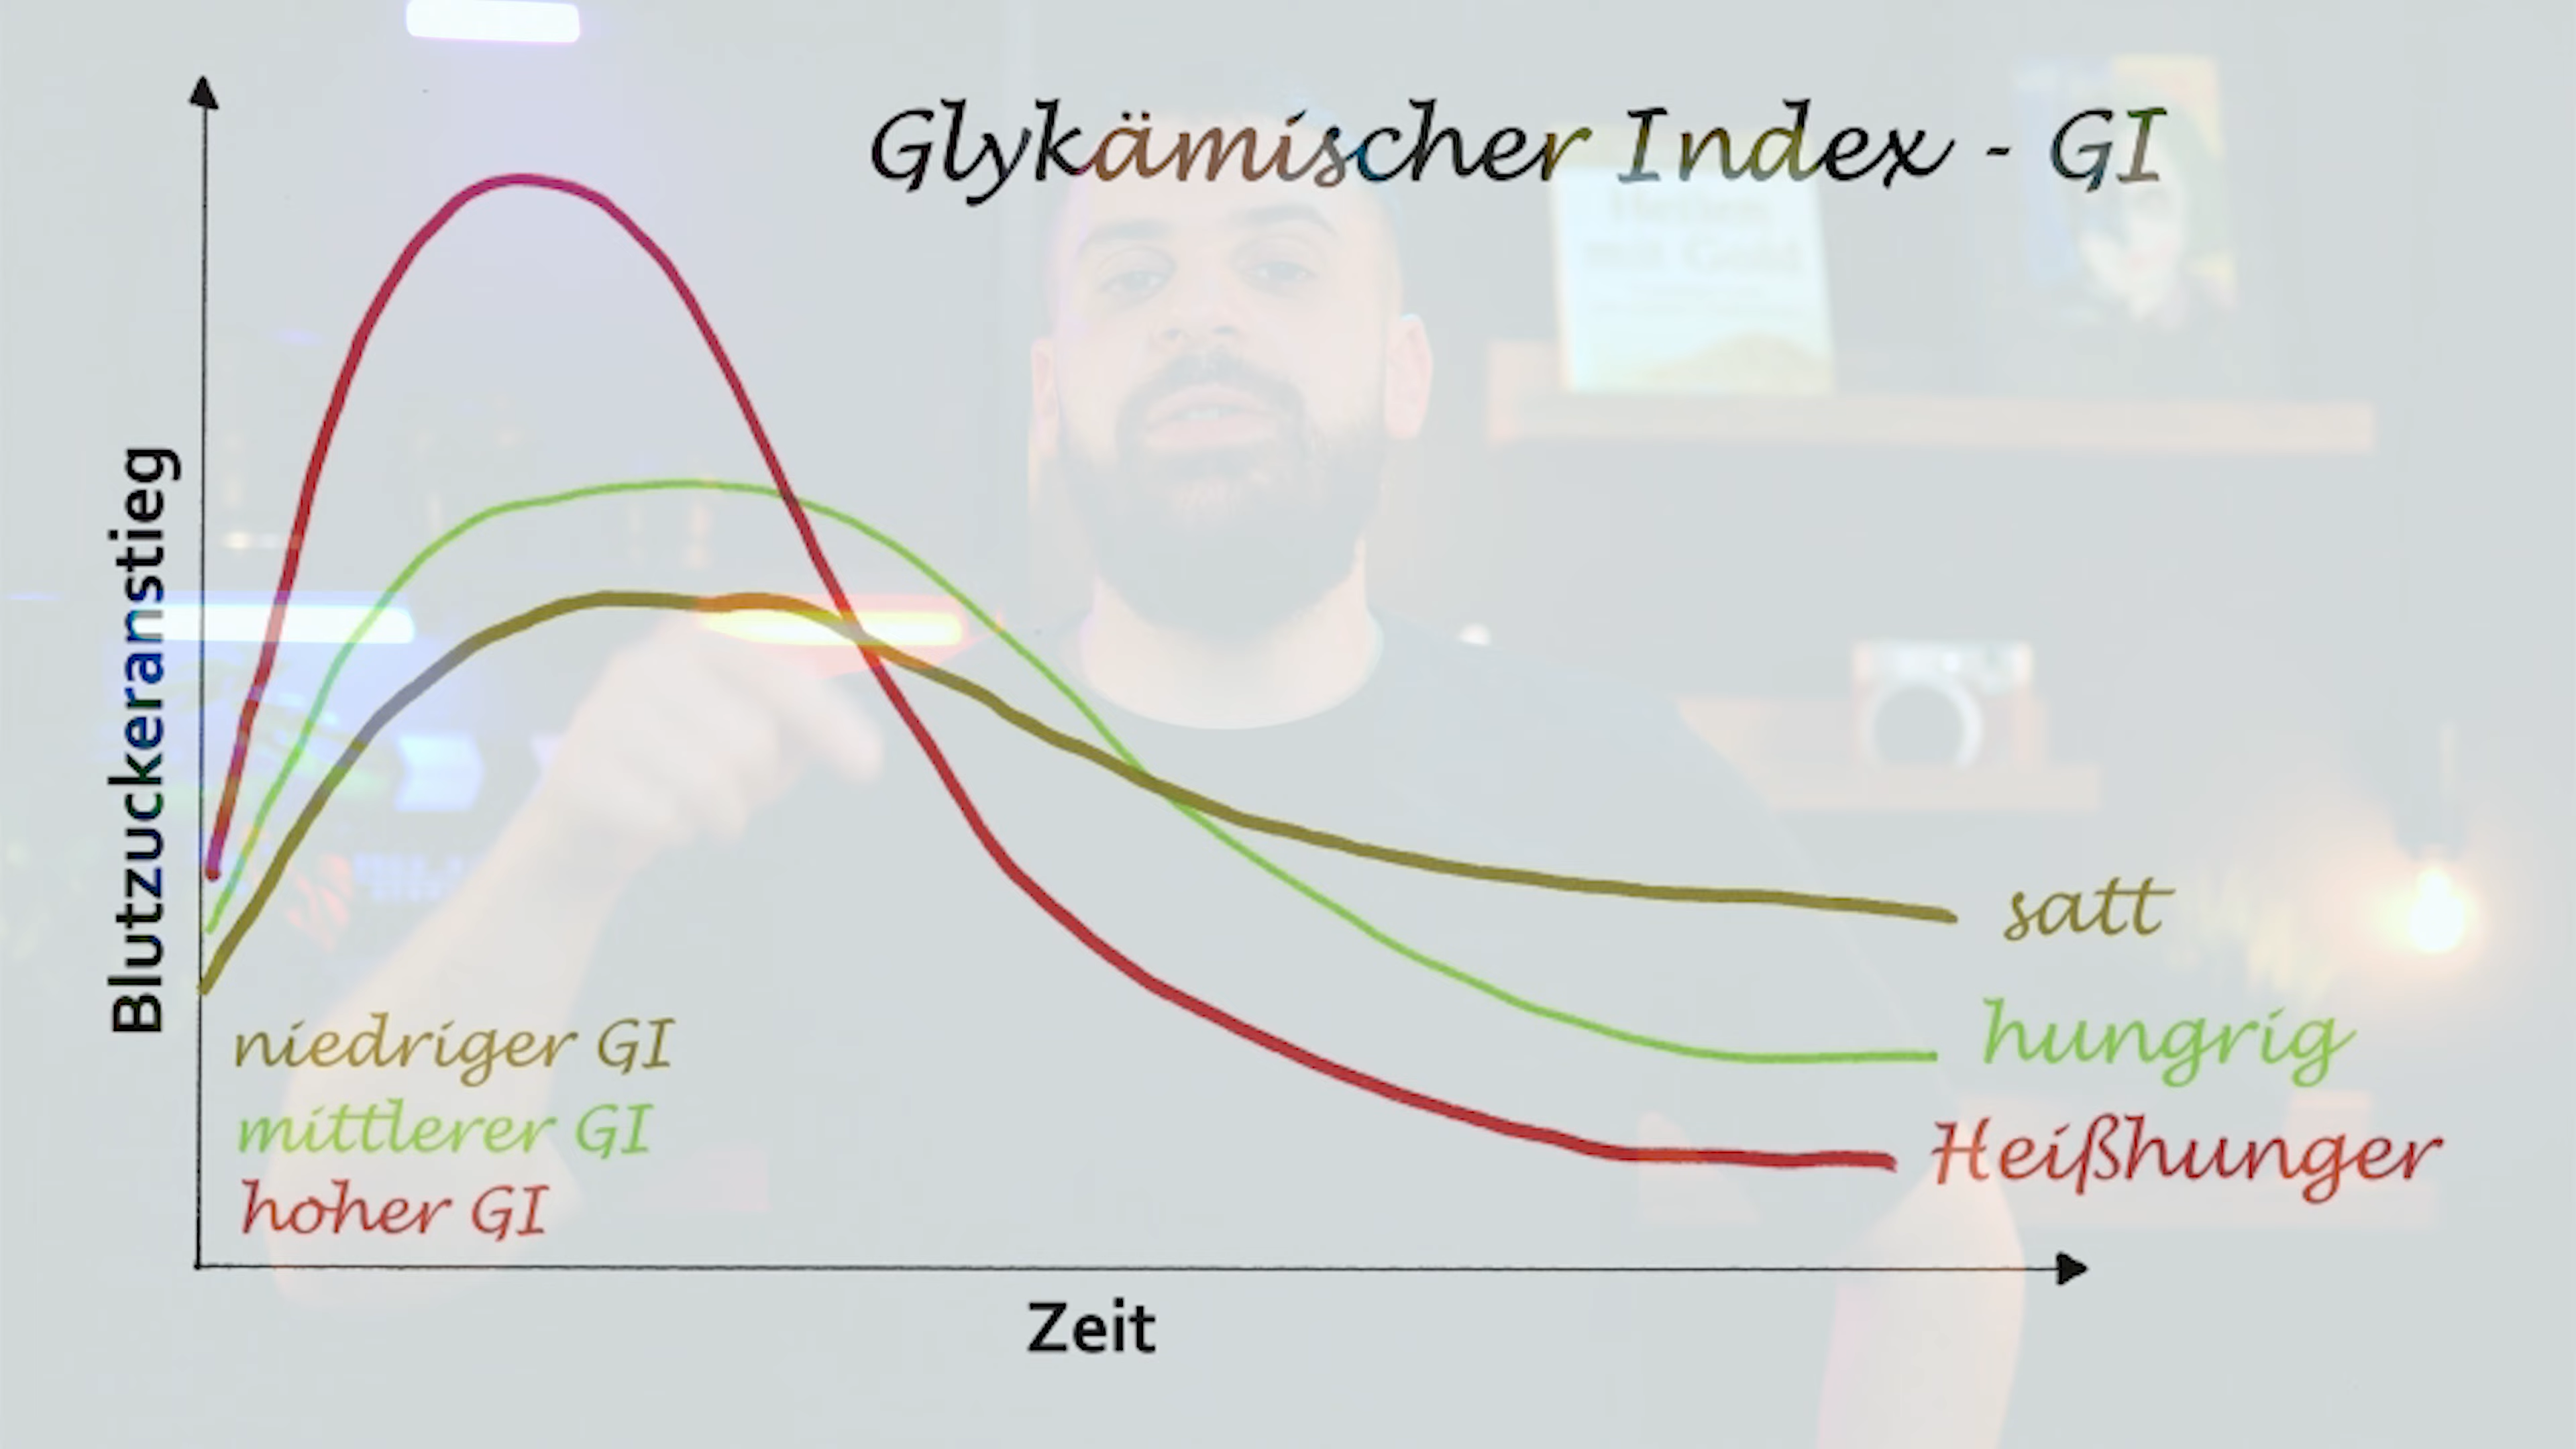 Glykämischer Index - GI
Blutzuckeranstieg
satt
hungrig
Heißhunger
niedriger GI
mittlerer GI
hoher GI
Zeit